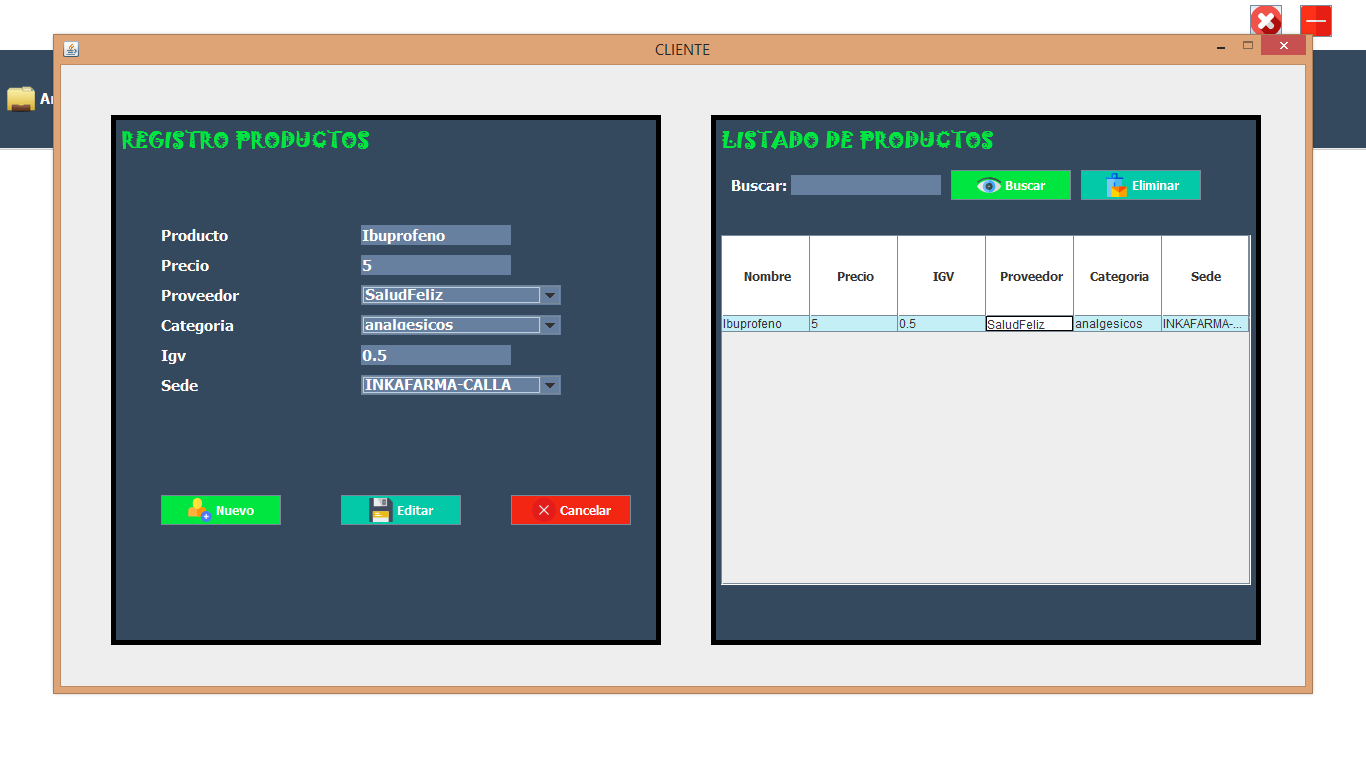 CLIENTE
REGISTRO PRODUCTOS
Producto Ibuprofeno
Precio 5
Proveedor SaludFeliz
Categoria analgesicos
Igv 0.5
Sede INKAFARMA-CALLA
Nuevo Editar Cancelar
LISTADO DE PRODUCTOS
Buscar: Buscar Eliminar
Nombre Precio IGV Proveedor Categoria Sede
Ibuprofeno 5 0.5 SaludFeliz analgesicos INKAFARMA-...